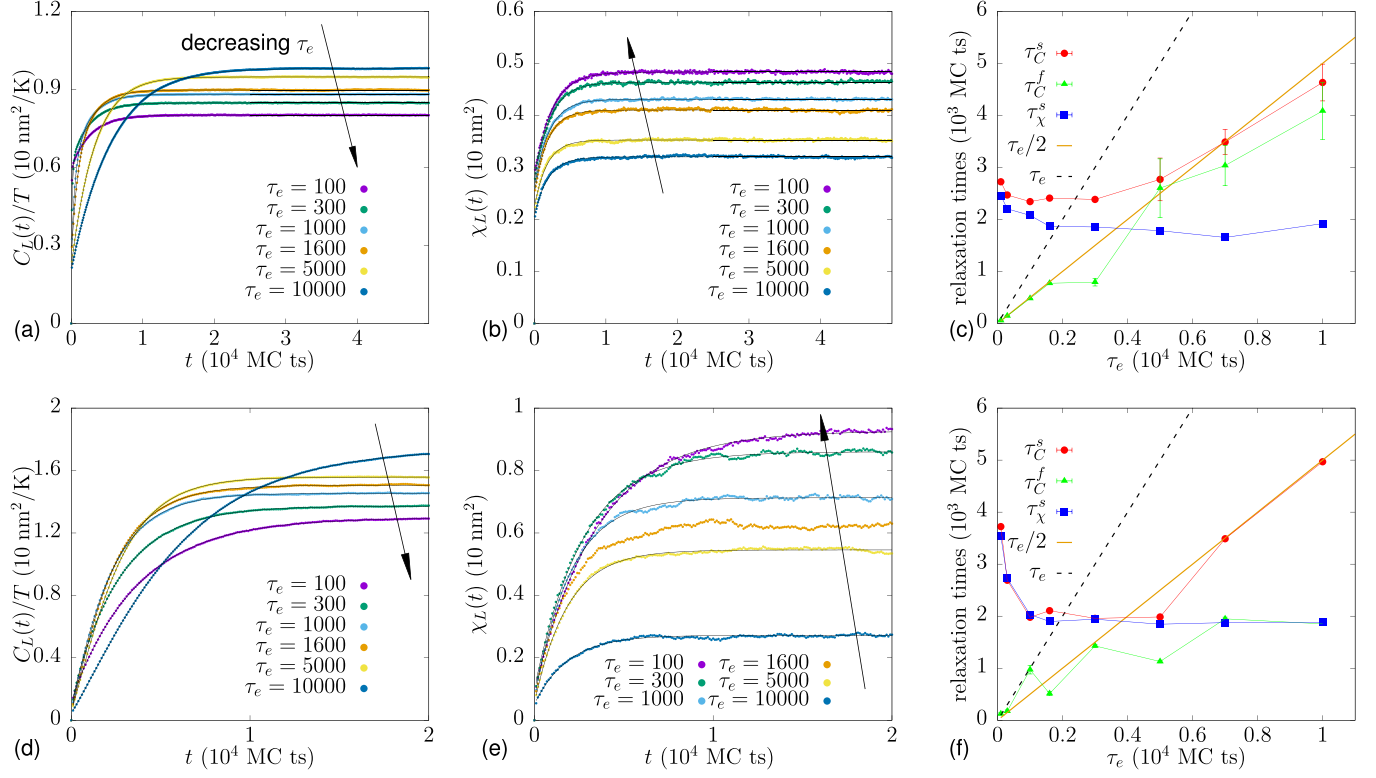 1.2
0.9
0.6
0.3
0
C_L(t)/T (10 nm²/K)
decreasing τ_e
τ_e = 100
τ_e = 300
τ_e = 1000
τ_e = 1600
τ_e = 5000
τ_e = 10000
0 1 2 3 4
(a)
t (10⁴ MC ts)
0.6
0.5
0.4
0.3
0.2
0.1
0
χ_L(t) (10 nm²)
τ_e = 100
τ_e = 300
τ_e = 1000
τ_e = 1600
τ_e = 5000
τ_e = 10000
0 1 2 3 4 5
(b)
t (10⁴ MC ts)
6
5
4
3
2
1
0
relaxation times (10³ MC ts)
τ_C^s
τ_C^f
τ_χ^s
τ_e/2
τ_e
0 0.2 0.4 0.6 0.8 1
(c)
τ_e (10⁴ MC ts)
2
1.6
1.2
0.8
0.4
0
C_L(t)/T (10 nm²/K)
τ_e = 100
τ_e = 300
τ_e = 1000
τ_e = 1600
τ_e = 5000
τ_e = 10000
0 1 2
(d)
t (10⁴ MC ts)
1
0.8
0.6
0.4
0.2
0
χ_L(t) (10 nm²)
τ_e = 100 τ_e = 1600
τ_e = 300 τ_e = 5000
τ_e = 1000 τ_e = 10000
0 1 2
(e)
t (10⁴ MC ts)
6
5
4
3
2
1
0
relaxation times (10³ MC ts)
τ_C^s
τ_C^f
τ_χ^s
τ_e/2
τ_e
0 0.2 0.4 0.6 0.8 1
(f)
τ_e (10⁴ MC ts)